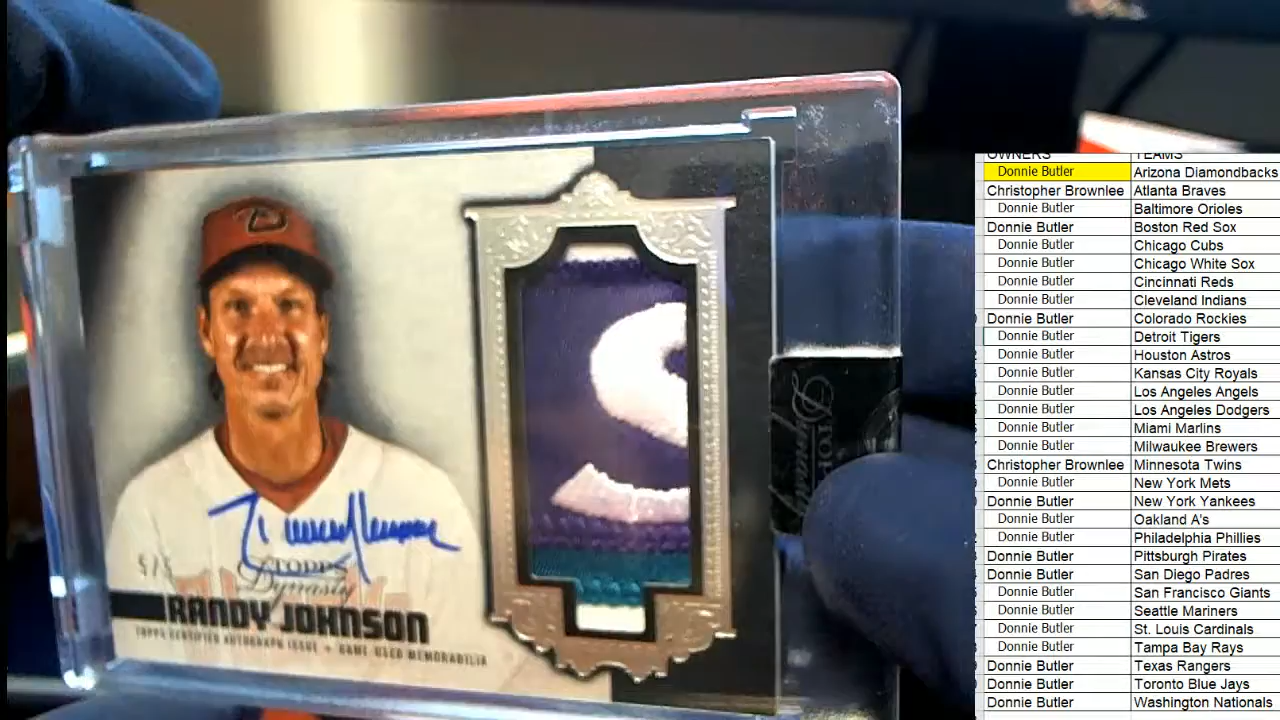 TOPPS
Dynasty
5/5
RANDY JOHNSON
TOPPS CERTIFIED AUTOGRAPH ISSUE • GAME-USED MEMORABILIA
TOPPS
Dynasty
OWNERS TEAMS
Donnie Butler Arizona Diamondbacks
Christopher Brownlee Atlanta Braves
Donnie Butler Baltimore Orioles
Donnie Butler Boston Red Sox
Donnie Butler Chicago Cubs
Donnie Butler Chicago White Sox
Donnie Butler Cincinnati Reds
Donnie Butler Cleveland Indians
Donnie Butler Colorado Rockies
Donnie Butler Detroit Tigers
Donnie Butler Houston Astros
Donnie Butler Kansas City Royals
Donnie Butler Los Angeles Angels
Donnie Butler Los Angeles Dodgers
Donnie Butler Miami Marlins
Donnie Butler Milwaukee Brewers
Christopher Brownlee Minnesota Twins
Donnie Butler New York Mets
Donnie Butler New York Yankees
Donnie Butler Oakland A's
Donnie Butler Philadelphia Phillies
Donnie Butler Pittsburgh Pirates
Donnie Butler San Diego Padres
Donnie Butler San Francisco Giants
Donnie Butler Seattle Mariners
Donnie Butler St. Louis Cardinals
Donnie Butler Tampa Bay Rays
Donnie Butler Texas Rangers
Donnie Butler Toronto Blue Jays
Donnie Butler Washington Nationals